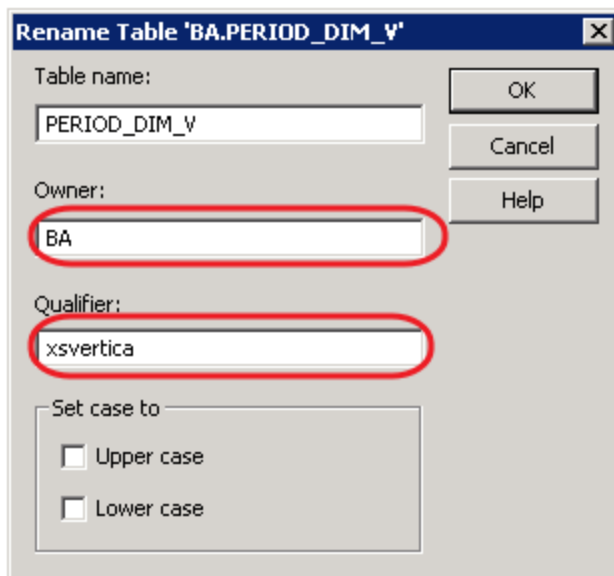 Rename Table 'BA.PERIOD_DIM_V'
Table name:
PERIOD_DIM_V
OK
Cancel
Owner:
Help
BA
Qualifier:
xsvertica
Set case to
Upper case
Lower case